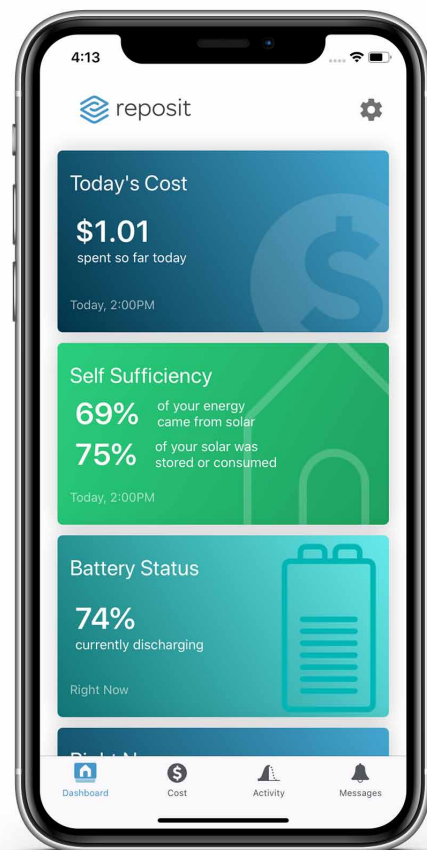 4:13
reposit
Today's Cost
$1.01
spent so far today
Today, 2:00PM
Self Sufficiency
69% of your energy
came from solar
75% of your solar was
stored or consumed
Today, 2:00PM
Battery Status
74%
currently discharging
Right Now
Dashboard Cost Activity Messages